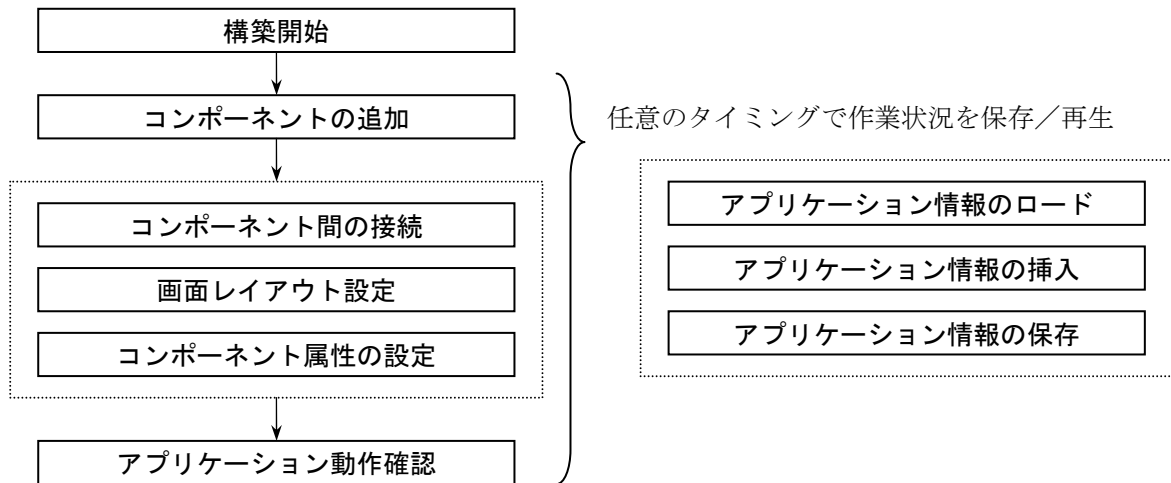 構築開始
コンポーネントの追加
コンポーネント間の接続
画面レイアウト設定
コンポーネント属性の設定
アプリケーション動作確認
任意のタイミングで作業状況を保存／再生
アプリケーション情報のロード
アプリケーション情報の挿入
アプリケーション情報の保存